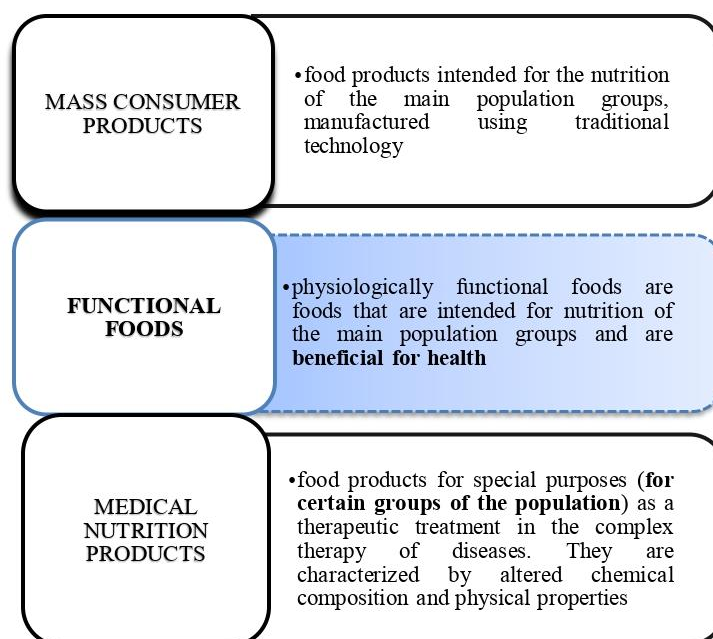 MASS CONSUMER
PRODUCTS
•food products intended for the nutrition
of the main population groups,
manufactured using traditional
technology
FUNCTIONAL
FOODS
•physiologically functional foods are
foods that are intended for nutrition of
the main population groups and are
beneficial for health
MEDICAL
NUTRITION
PRODUCTS
•food products for special purposes (for
certain groups of the population) as a
therapeutic treatment in the complex
therapy of diseases. They are
characterized by altered chemical
composition and physical properties